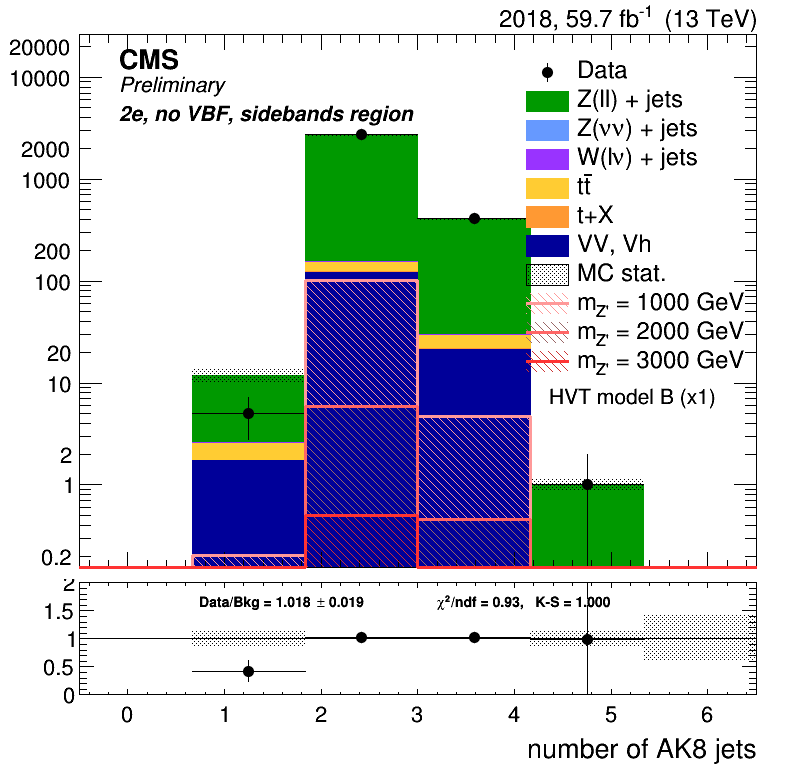 2018, 59.7 fb⁻¹ (13 TeV)
CMS
Preliminary
2e, no VBF, sidebands region
Data
Z(ll) + jets
Z(νν) + jets
W(lν) + jets
tt̄
t+X
VV, Vh
MC stat.
m_Z' = 1000 GeV
m_Z' = 2000 GeV
m_Z' = 3000 GeV
HVT model B (x1)
20000
10000
2000
1000
200
100
20
10
2
1
0.2
Data/Bkg = 1.018 ± 0.019 χ²/ndf = 0.93, K-S = 1.000
2
1.5
1
0.5
0
0 1 2 3 4 5 6
number of AK8 jets